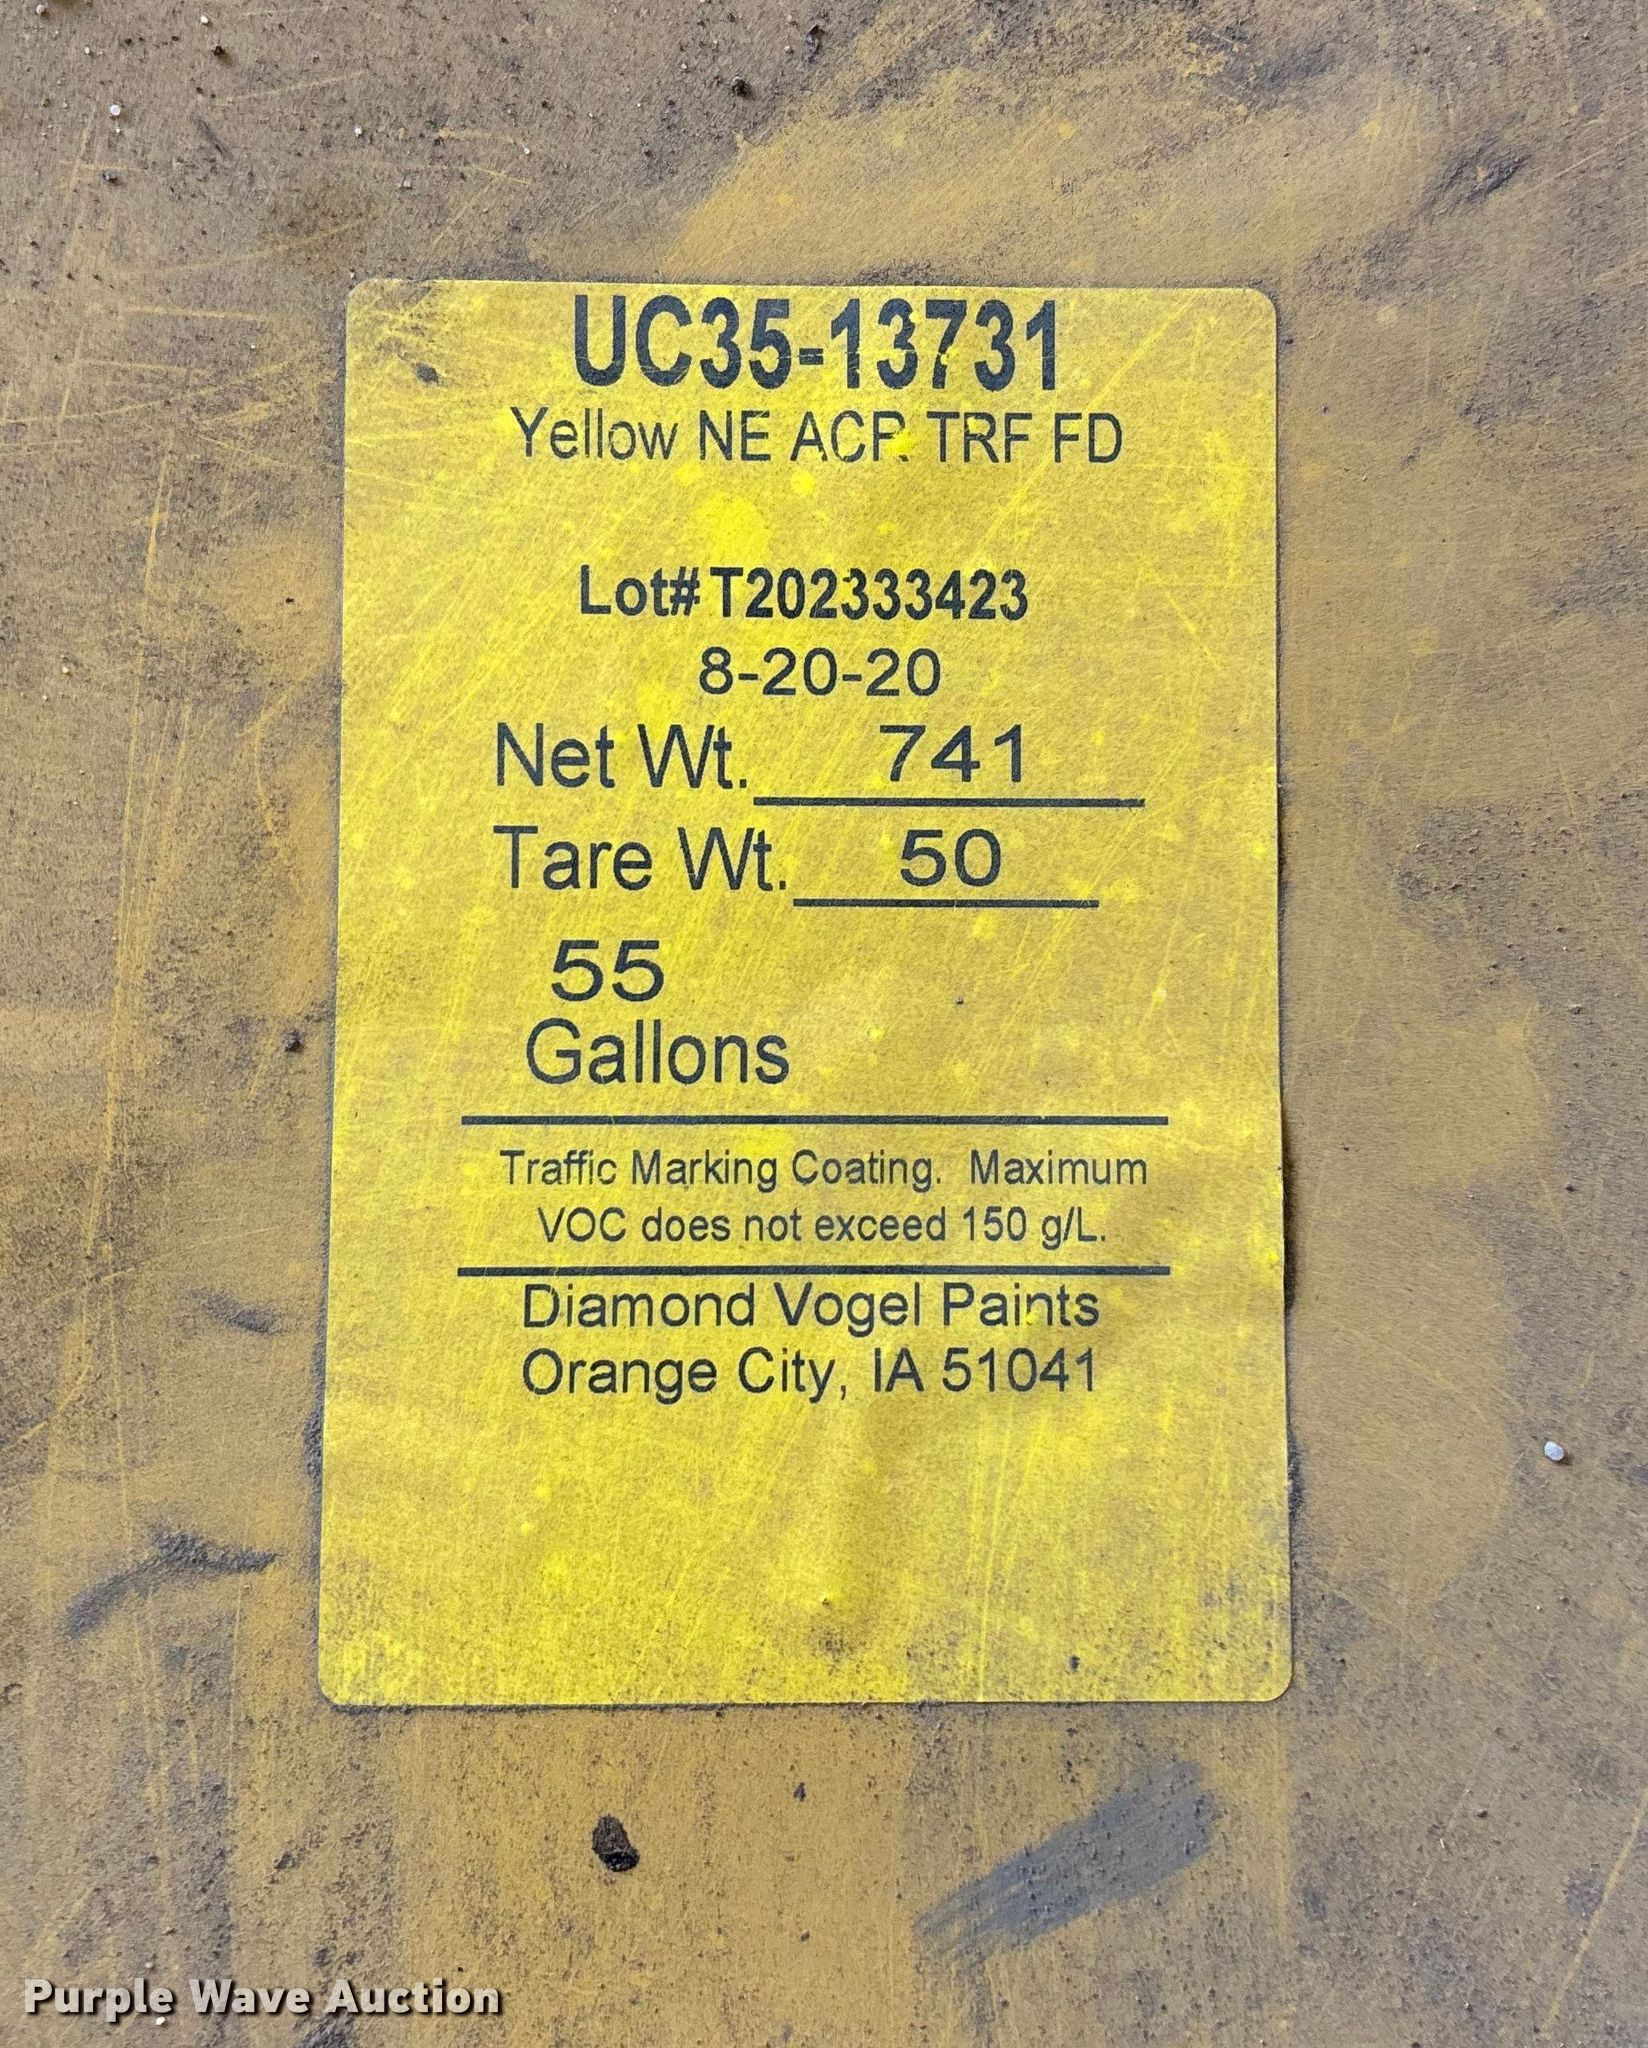 UC35-13731
Yellow NE ACR TRF FD
Lot# T202333423
8-20-20
Net Wt. 741
Tare Wt. 50
55
Gallons
Traffic Marking Coating. Maximum
VOC does not exceed 150 g/L.
Diamond Vogel Paints
Orange City, IA 51041
Purple Wave Auction